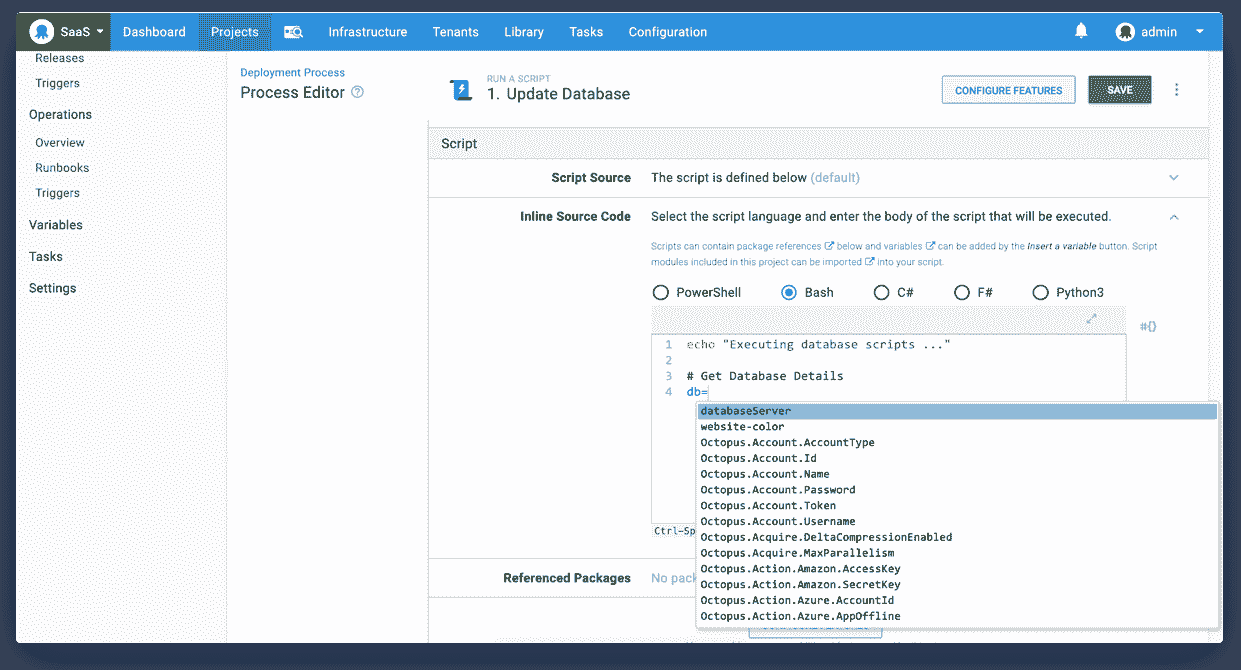 SaaS
Dashboard
Projects
Infrastructure
Tenants
Library
Tasks
Configuration
admin
Releases
Triggers
Operations
Overview
Runbooks
Triggers
Variables
Tasks
Settings
Deployment Process
Process Editor
RUN A SCRIPT
1. Update Database
CONFIGURE FEATURES
SAVE
Script
Script Source
The script is defined below (default)
Inline Source Code
Select the script language and enter the body of the script that will be executed.
Scripts can contain package references below and variables can be added by the Insert a variable button. Script
modules included in this project can be imported into your script.
PowerShell
Bash
C#
F#
Python3
#{}
1 echo "Executing database scripts ..."
2
3 # Get Database Details
4 db=
databaseServer
website-color
Octopus.Account.AccountType
Octopus.Account.Id
Octopus.Account.Name
Octopus.Account.Password
Octopus.Account.Token
Octopus.Account.Username
Octopus.Acquire.DeltaCompressionEnabled
Octopus.Acquire.MaxParallelism
Octopus.Action.Amazon.AccessKey
Octopus.Action.Amazon.SecretKey
Octopus.Action.Azure.AccountId
Octopus.Action.Azure.AppOffline
Ctrl-Sp
Referenced Packages
No pack